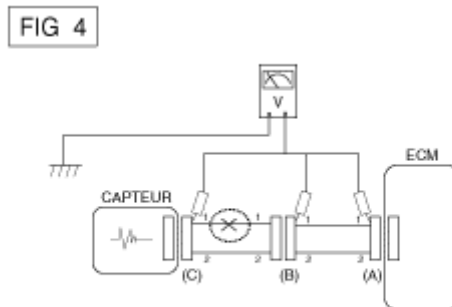 FIG 4
V
ECM
CAPTEUR
1 1 1 1
2 2 2 2
(C) (B) (A)